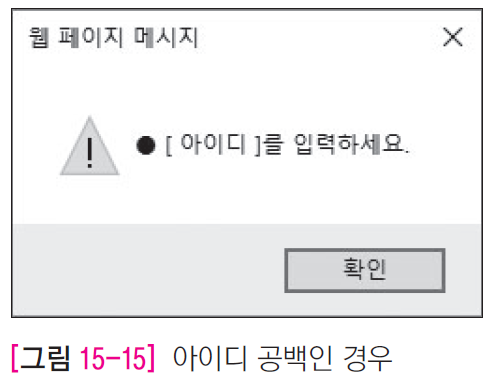 웹 페이지 메시지
● [ 아이디 ]를 입력하세요.
확인
[그림 15-15] 아이디 공백인 경우